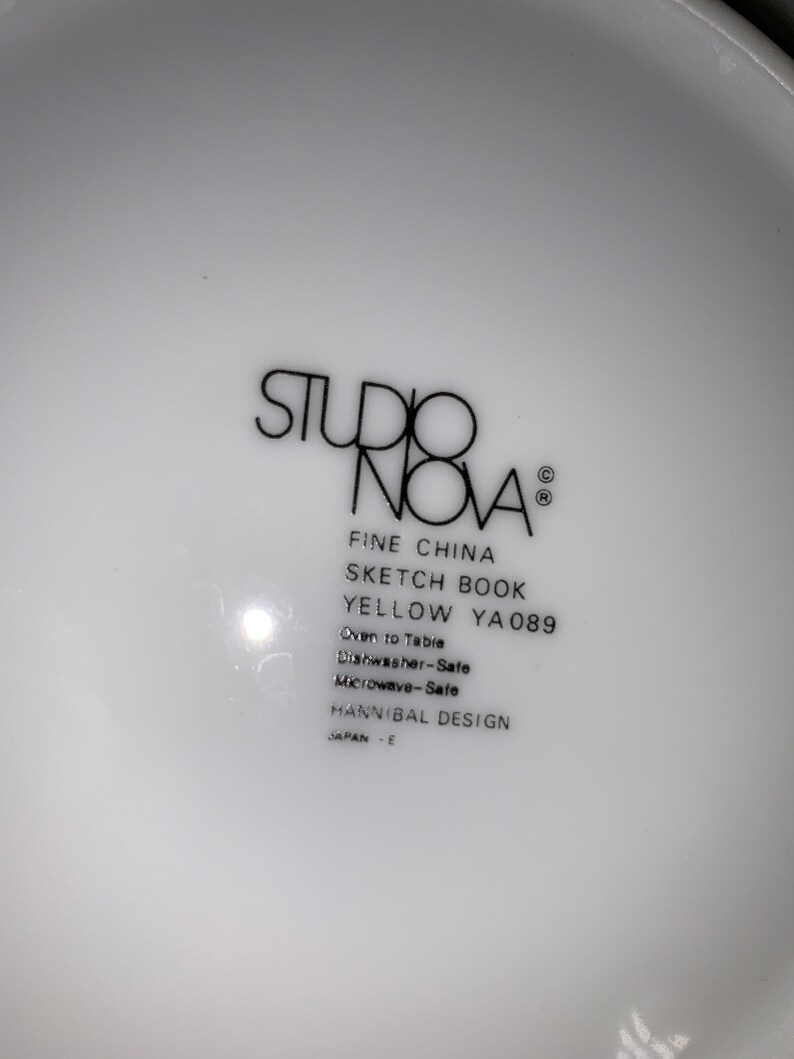 STUDIO
NOVA © ®
FINE CHINA
SKETCH BOOK
YELLOW YA089
Oven to Table
Dishwasher-Safe
Microwave-Safe
HANNIBAL DESIGN
JAPAN - E